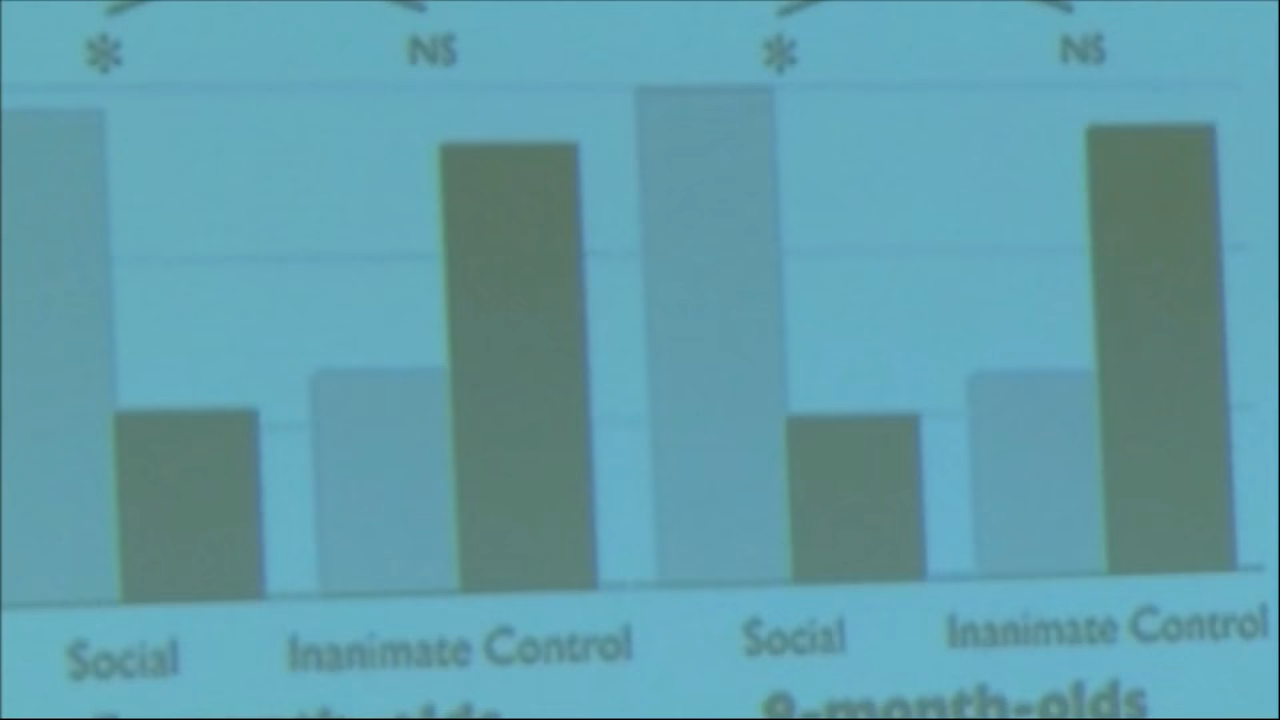 * NS * NS
Social Inanimate Control Social Inanimate Control
9-month-olds